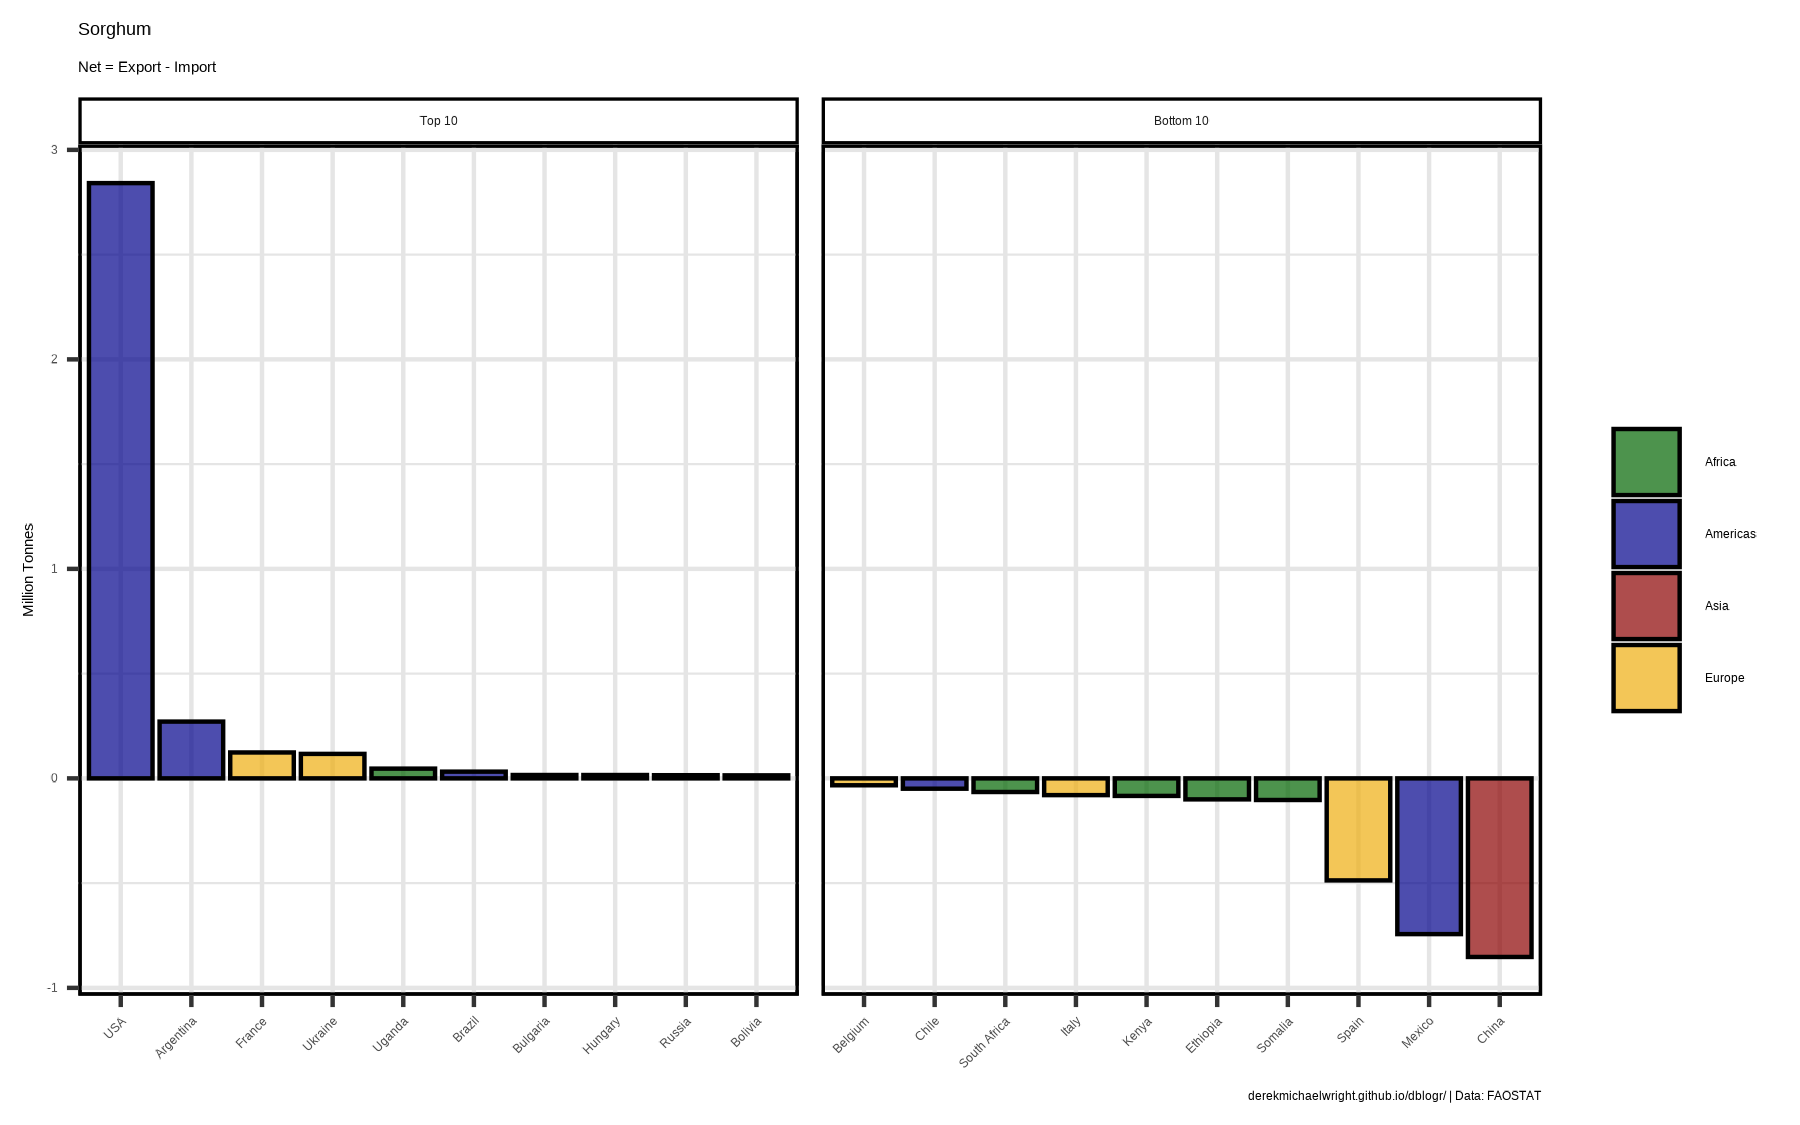 Sorghum
Net = Export - Import
Top 10
Bottom 10
Million Tonnes
3
2
1
0
-1
USA
Argentina
France
Ukraine
Uganda
Brazil
Bulgaria
Hungary
Russia
Bolivia
Belgium
Chile
South Africa
Italy
Kenya
Ethiopia
Somalia
Spain
Mexico
China
Africa
Americas
Asia
Europe
derekmichaelwright.github.io/dblogr/ | Data: FAOSTAT